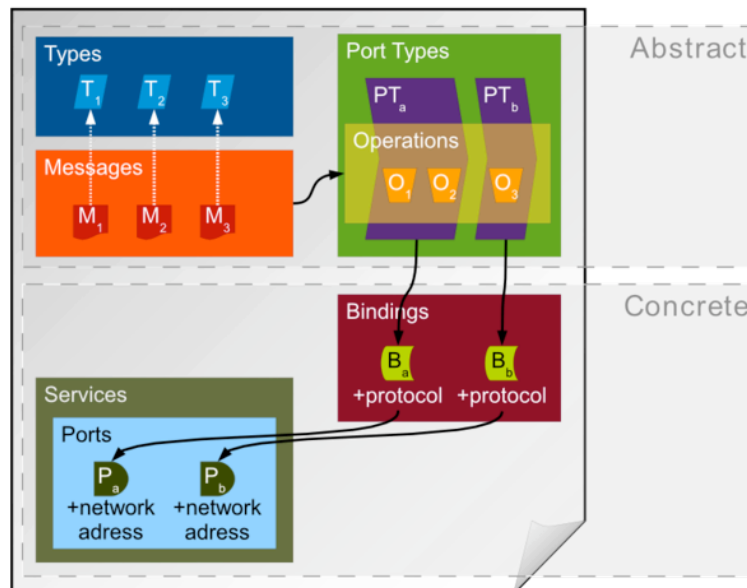 Abstract
Types
T1 T2 T3
Messages
M1 M2 M3
Port Types
PTa PTb
Operations
O1 O2 O3
Concrete
Bindings
Ba Bb
+protocol +protocol
Services
Ports
Pa Pb
+network +network
adress adress